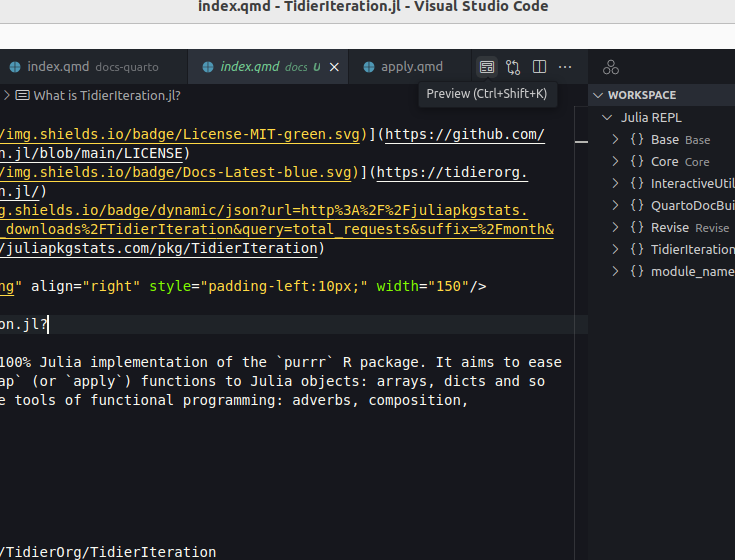 index.qmd - TidierIteration.jl - Visual Studio Code
index.qmd docs-quarto
index.qmd docs U
apply.qmd
Preview (Ctrl+Shift+K)
What is TidierIteration.jl?
/img.shields.io/badge/License-MIT-green.svg)](https://github.com/
n.jl/blob/main/LICENSE)
/img.shields.io/badge/Docs-Latest-blue.svg)](https://tidierorg.
n.jl/)
g.shields.io/badge/dynamic/json?url=http%3A%2F%2Fjuliapkgstats.
_downloads%2FTidierIteration&query=total_requests&suffix=%2Fmonth&
/juliapkgstats.com/pkg/TidierIteration)
ng" align="right" style="padding-left:10px;" width="150"/>
on.jl?
100% Julia implementation of the `purrr` R package. It aims to ease
ap` (or `apply`) functions to Julia objects: arrays, dicts and so
e tools of functional programming: adverbs, composition,
/TidierOrg/TidierIteration
WORKSPACE
Julia REPL
{} Base Base
{} Core Core
{} InteractiveUtil
{} QuartoDocBui
{} Revise Revise
{} TidierIteration
{} module_name